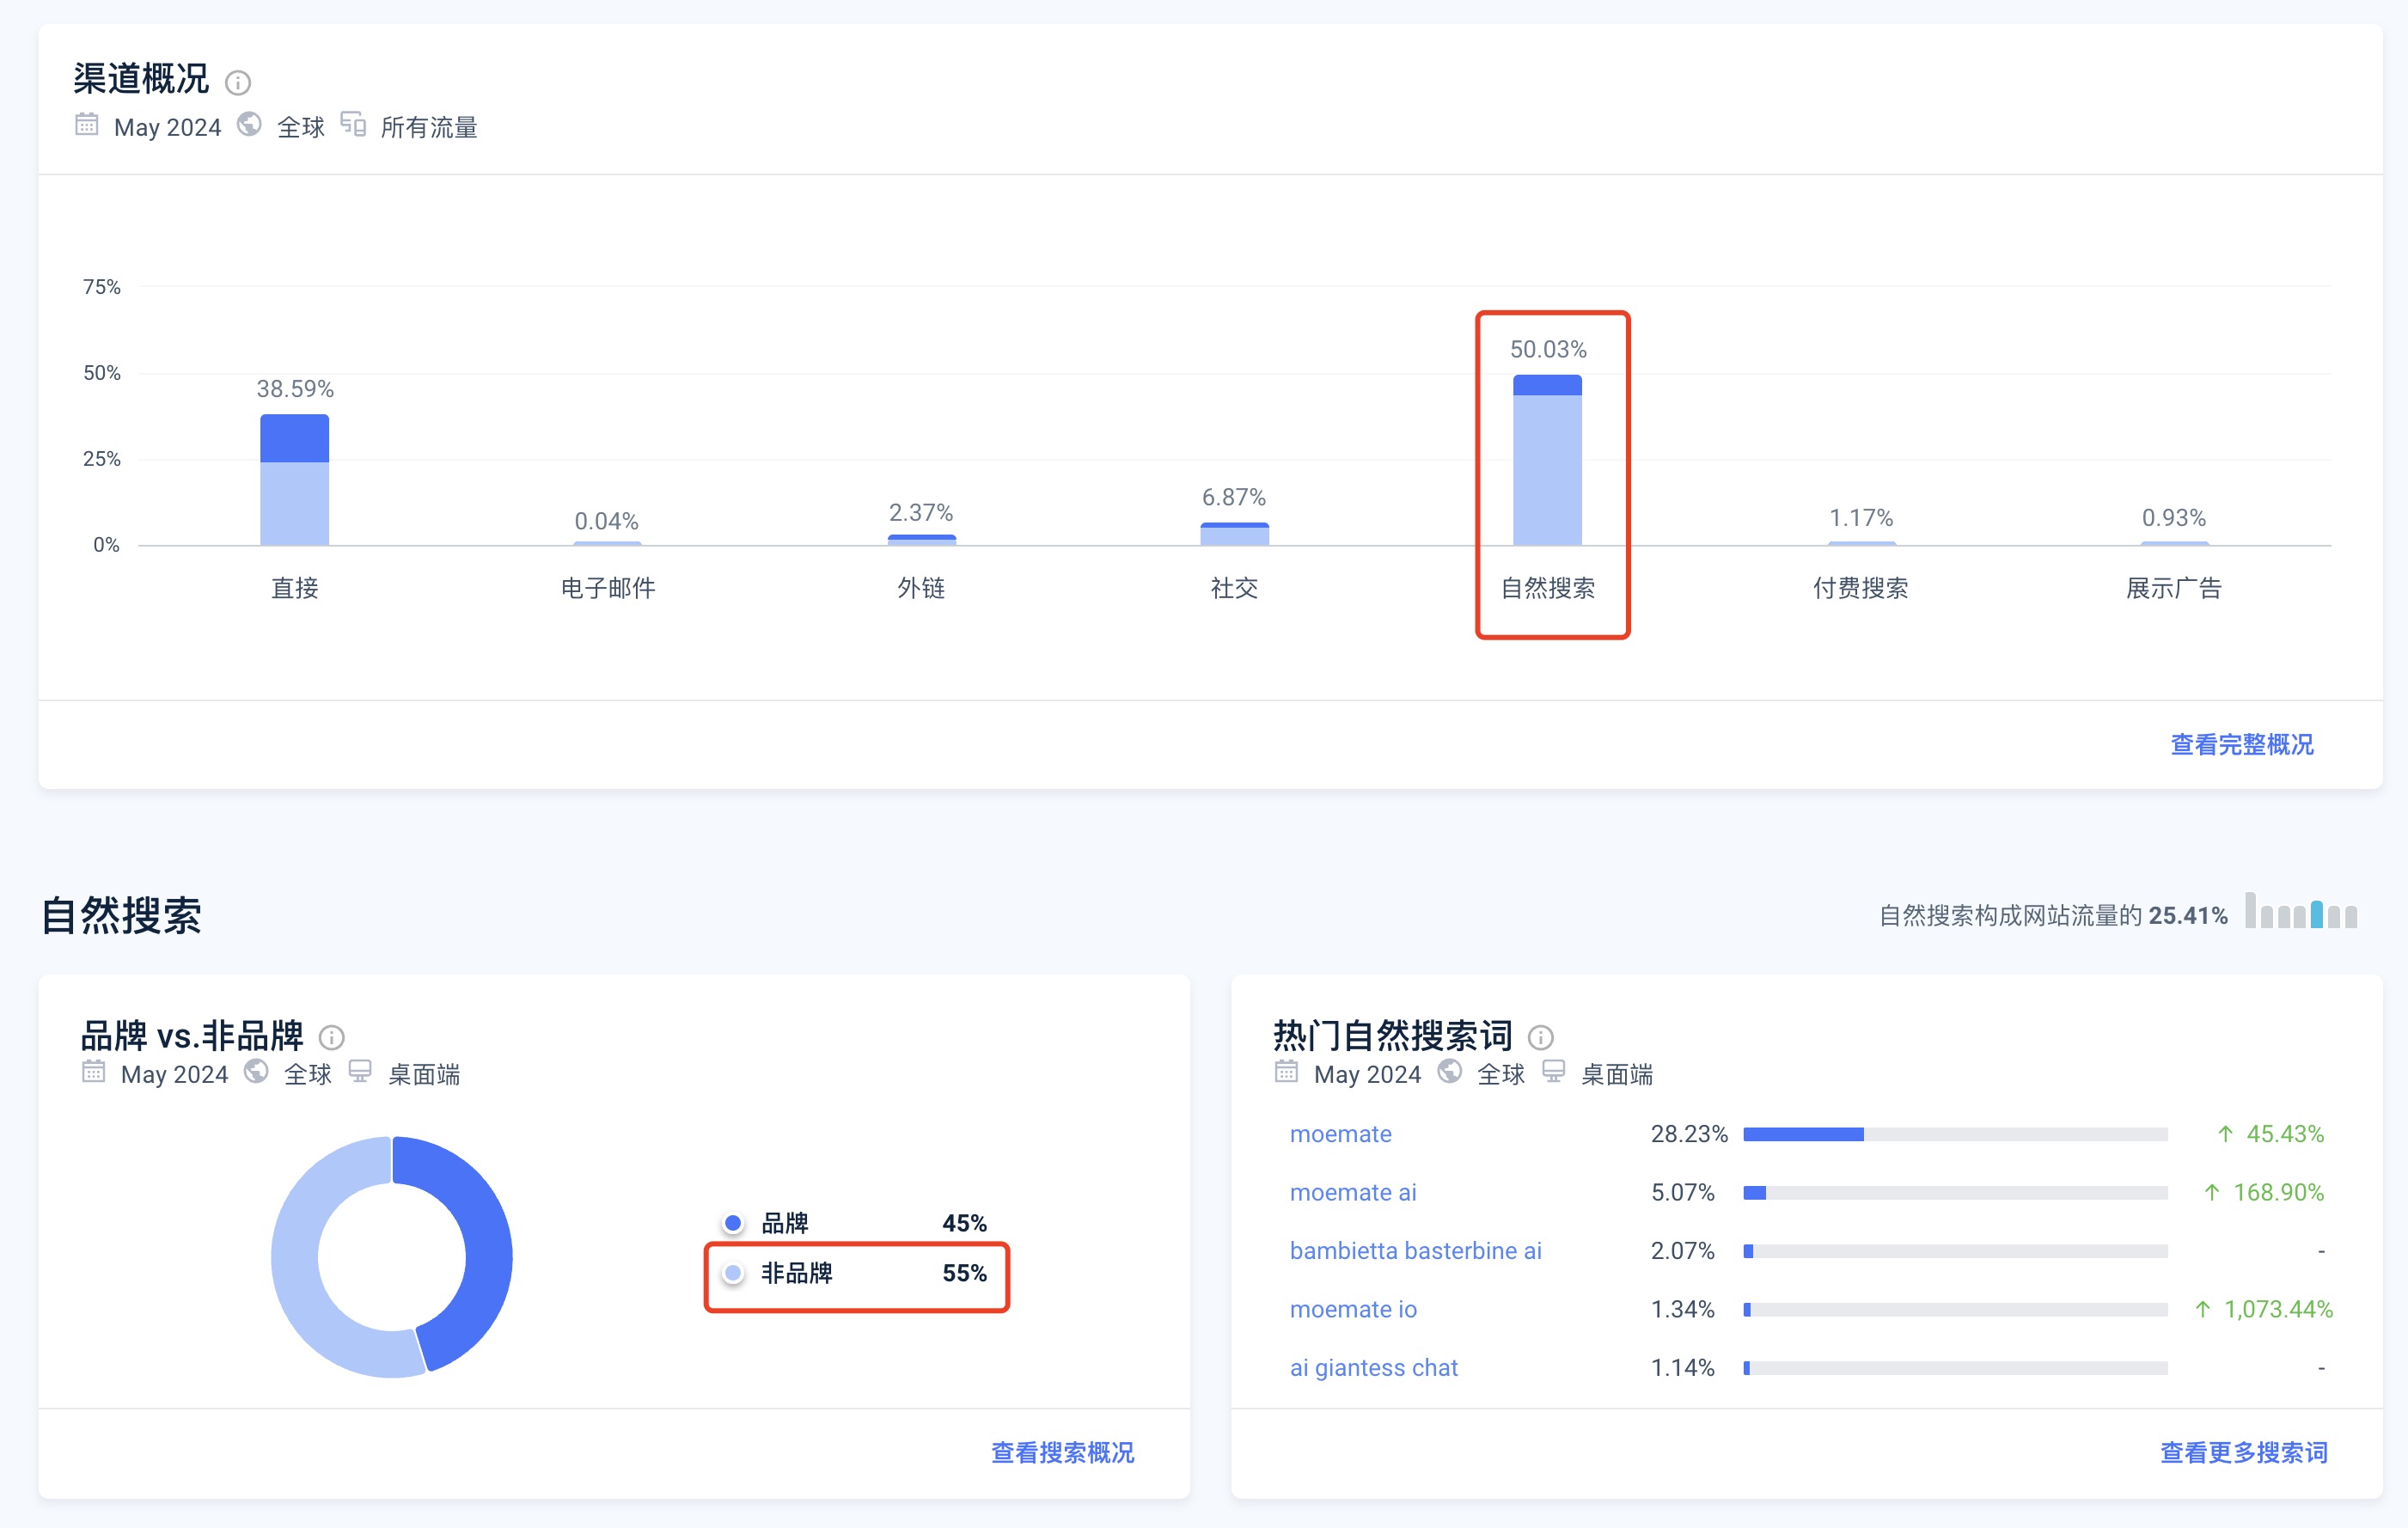 渠道概况
May 2024 全球 所有流量
75%
50%
25%
0%
38.59%
0.04%
2.37%
6.87%
50.03%
1.17%
0.93%
直接 电子邮件 外链 社交 自然搜索 付费搜索 展示广告
查看完整概况
自然搜索
自然搜索构成网站流量的 25.41%
品牌 vs.非品牌
May 2024 全球 桌面端
品牌 45%
非品牌 55%
查看搜索概况
热门自然搜索词
May 2024 全球 桌面端
moemate 28.23% ↑ 45.43%
moemate ai 5.07% ↑ 168.90%
bambietta basterbine ai 2.07% -
moemate io 1.34% ↑ 1,073.44%
ai giantess chat 1.14% -
查看更多搜索词